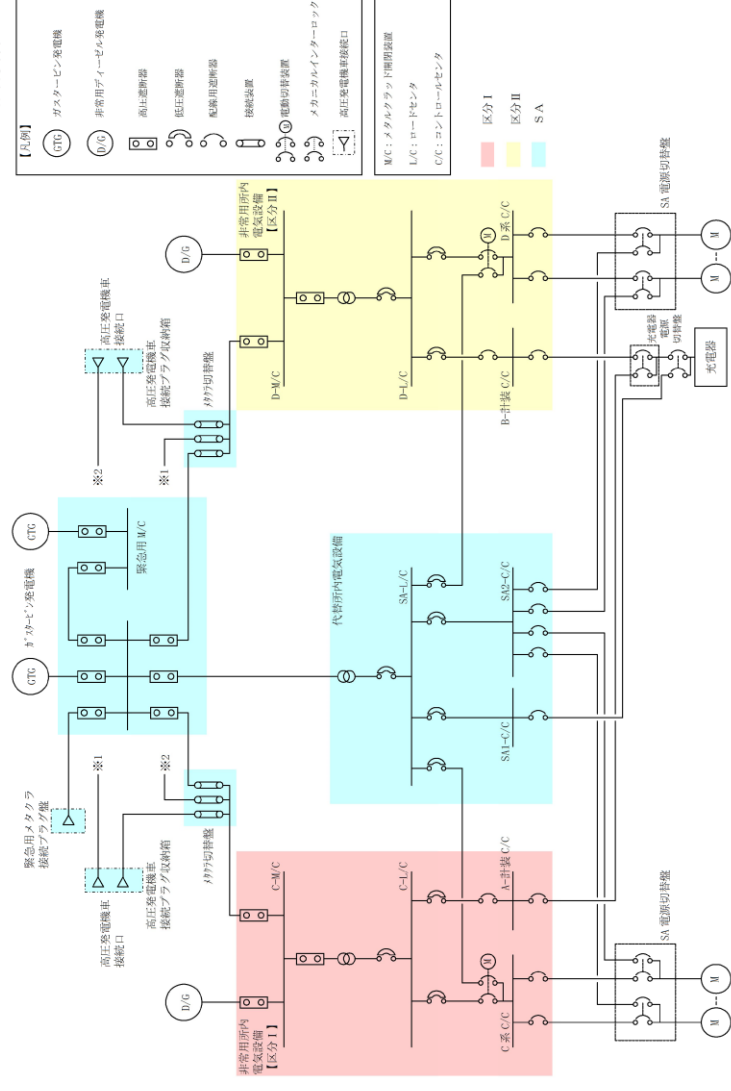 【凡例】
GTG
ガスタービン発電機
D/G
非常用ディーゼル発電機
高圧遮断器
低圧遮断器
配線用遮断器
接続装置
M
電動切替装置
メカニカルインターロック
高圧発電機車接続口
M/C：メタルクラッド開閉装置
L/C：ロードセンタ
C/C：コントロールセンタ
区分Ⅰ
区分Ⅱ
ＳＡ
緊急用メタクラ
接続プラグ盤
GTG
ｶﾞｽﾀｰﾋﾞﾝ発電機
GTG
緊急用 M/C
高圧発電機車
接続口
※1
高圧発電機車
接続プラグ収納箱
※2
ﾒﾀｸﾗ切替盤
※2
高圧発電機車
接続口
高圧発電機車
接続プラグ収納箱
※1
ﾒﾀｸﾗ切替盤
D/G
非常用所内
電気設備
【区分Ⅰ】
C-M/C
C-L/C
M
C系 C/C
A-計装 C/C
代替所内電気設備
SA-L/C
SA1-C/C
SA2-C/C
D/G
非常用所内
電気設備
【区分Ⅱ】
D-M/C
D-L/C
M
B-計装 C/C
D系 C/C
SA 電源切替盤
M
M
充電器
電源
切替盤
充電器
SA 電源切替盤
M
M